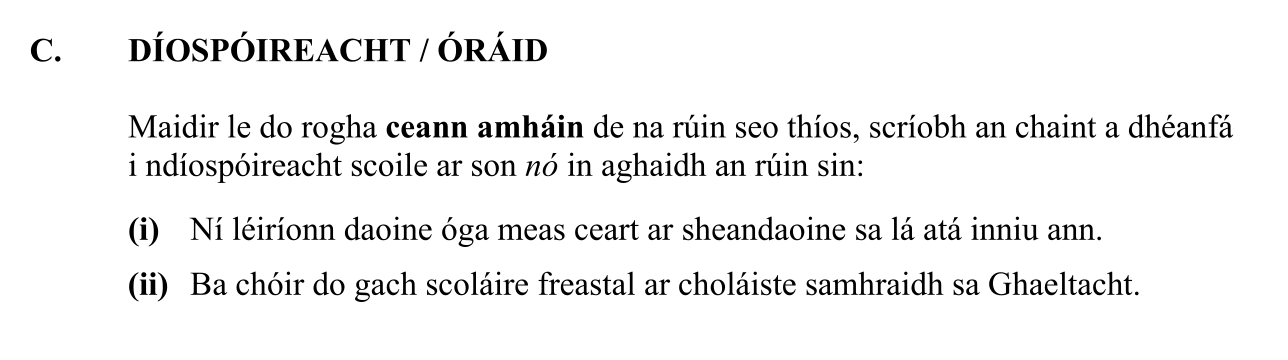 C. DÍOSPÓIREACHT / ÓRÁID
Maidir le do rogha ceann amháin de na rúin seo thíos, scríobh an chaint a dhéanfá
i ndíospóireacht scoile ar son nó in aghaidh an rúin sin:
(i) Ní léiríonn daoine óga meas ceart ar sheandaoine sa lá atá inniu ann.
(ii) Ba chóir do gach scoláire freastal ar choláiste samhraidh sa Ghaeltacht.